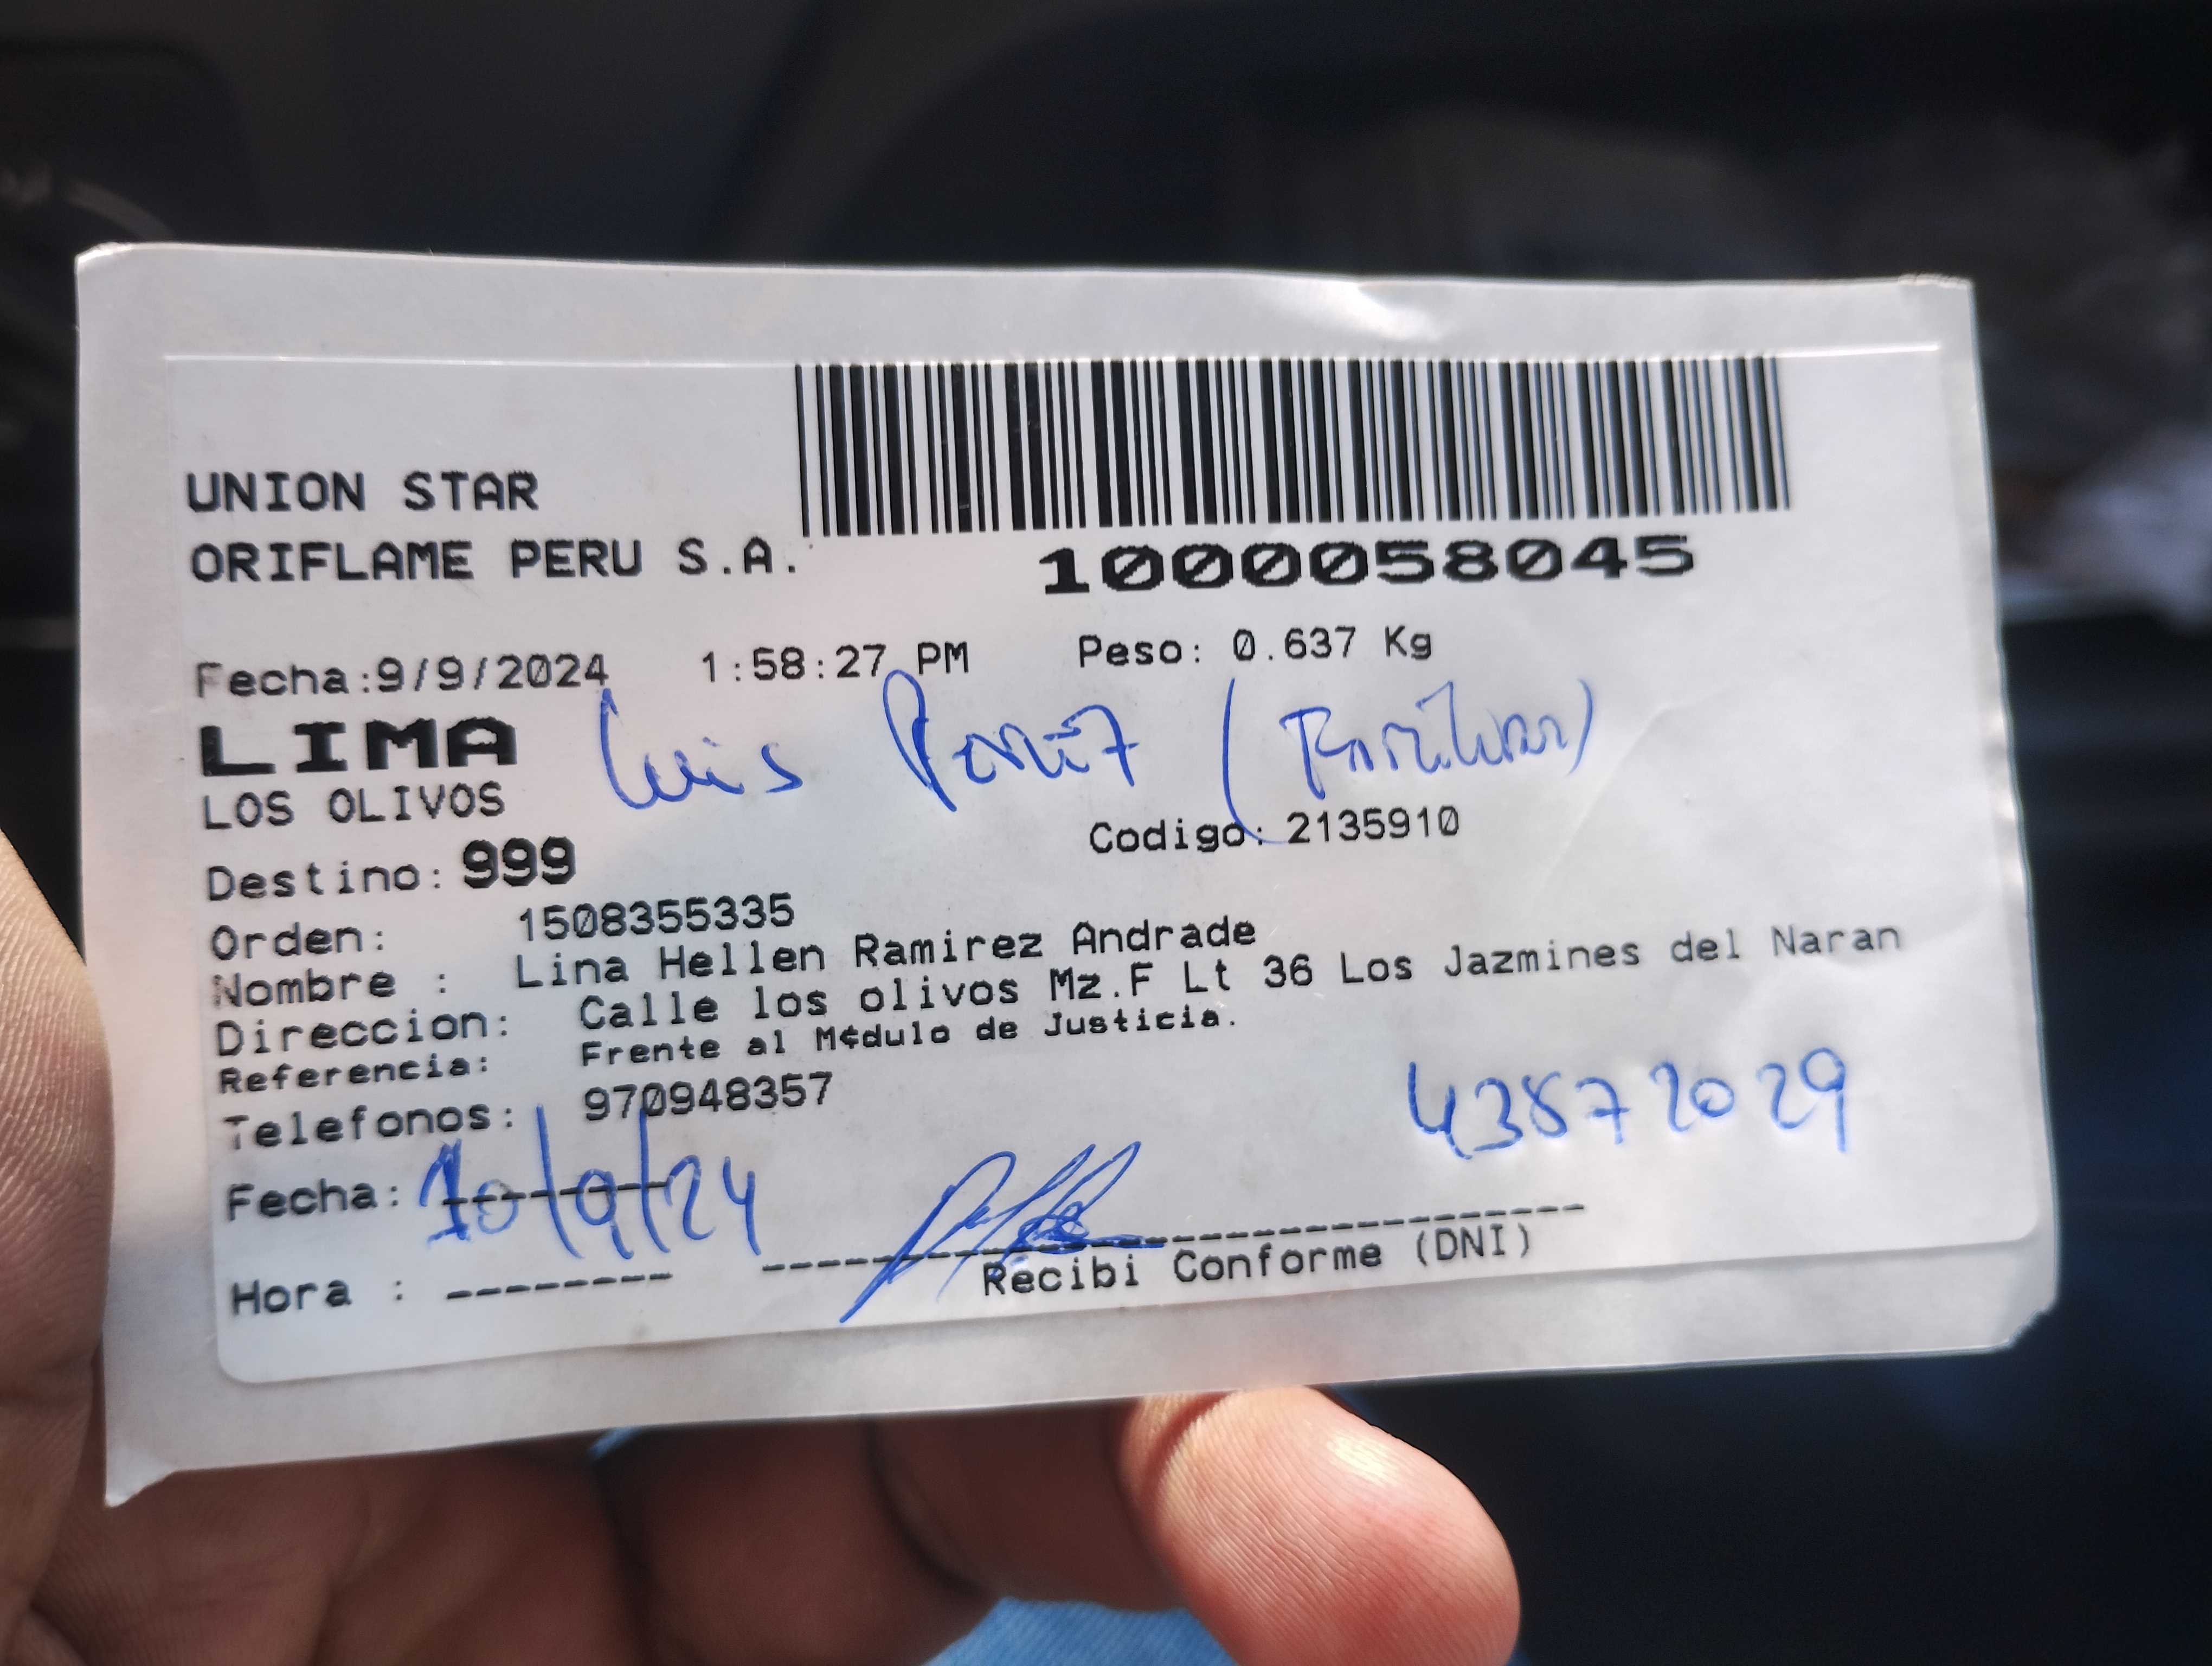 UNION STAR
ORIFLAME PERU S.A.
1000058045
Fecha:9/9/2024 1:58:27 PM Peso: 0.637 Kg
LIMA
Luis (Familiar)
LOS OLIVOS
Destino: 999 Codigo: 2135910
Orden: 1508355335
Nombre : Lina Hellen Ramirez Andrade
Direccion: Calle los olivos Mz.F Lt 36 Los Jazmines del Naran
Referencia: Frente al M¢dulo de Justicia.
Telefonos: 970948357
43872029
Fecha: 10/9/24
Hora : Recibi Conforme (DNI)